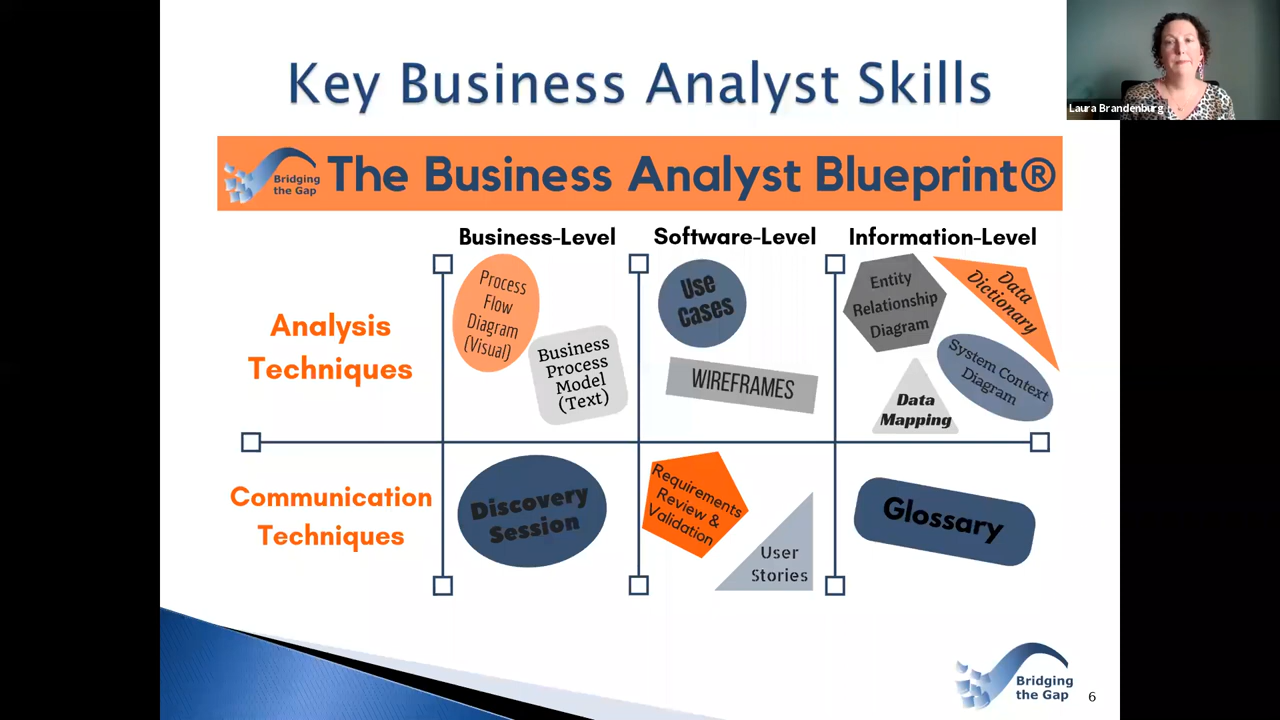 Key Business Analyst Skills
Laura Brandenburg
Bridging
the Gap
The Business Analyst Blueprint®
Business-Level
Software-Level
Information-Level
Analysis
Techniques
Process
Flow
Diagram
(Visual)
Business
Process
Model
(Text)
Use
Cases
WIREFRAMES
Entity
Relationship
Diagram
Data
Dictionary
System Context
Diagram
Data
Mapping
Communication
Techniques
Discovery
Session
Requirements
Review &
Validation
User
Stories
Glossary
Bridging
the Gap
6